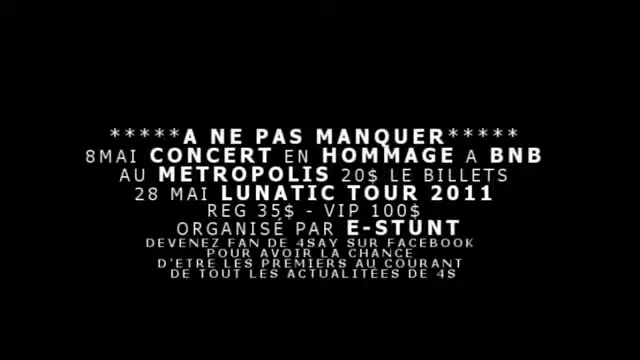 *****A NE PAS MANQUER*****
8MAI CONCERT EN HOMMAGE A BNB
AU METROPOLIS 20$ LE BILLETS
28 MAI LUNATIC TOUR 2011
REG 35$ - VIP 100$
ORGANISÉ PAR E-STUNT
DEVENEZ FAN DE 4SAY SUR FACEBOOK
POUR AVOIR LA CHANCE
D'ETRE LES PREMIERS AU COURANT
DE TOUT LES ACTUALITÉES DE 4S